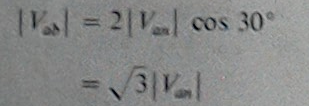 |V_ab| = 2|V_an| cos 30°
= √3|V_an|